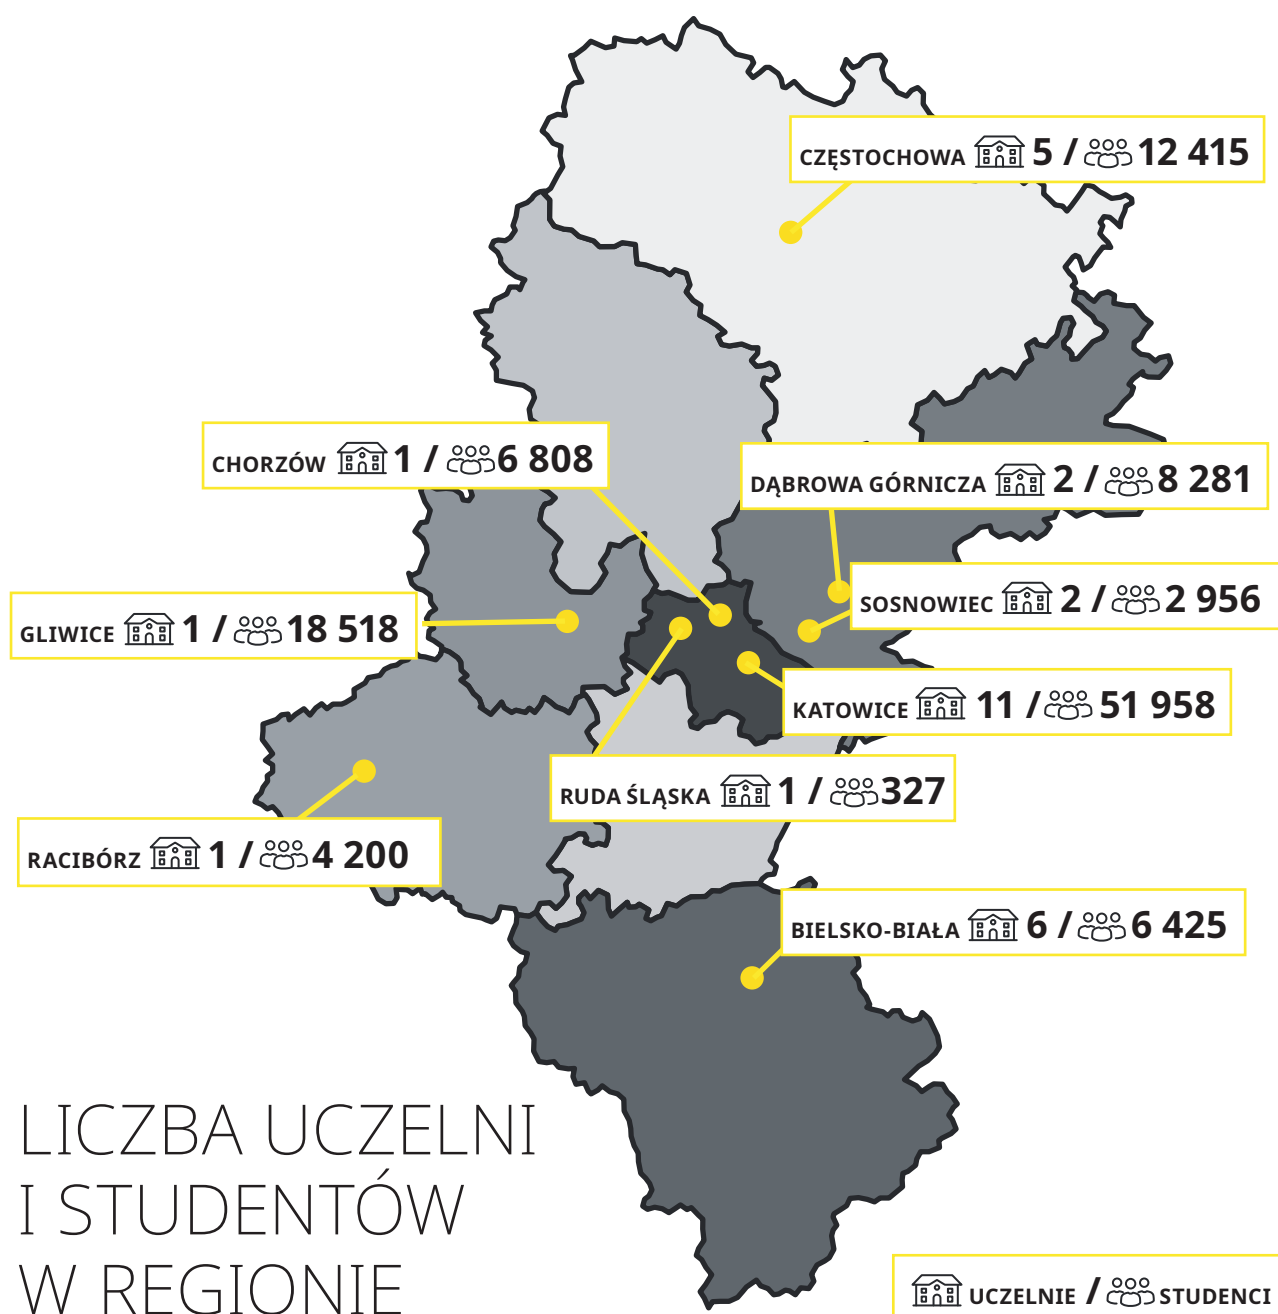 CZĘSTOCHOWA 5 / 12 415
CHORZÓW 1 / 6 808
DĄBROWA GÓRNICZA 2 / 8 281
SOSNOWIEC 2 / 2 956
GLIWICE 1 / 18 518
KATOWICE 11 / 51 958
RUDA ŚLĄSKA 1 / 327
RACIBÓRZ 1 / 4 200
BIELSKO-BIAŁA 6 / 6 425
LICZBA UCZELNI
I STUDENTÓW
W REGIONIE
UCZELNIE / STUDENCI